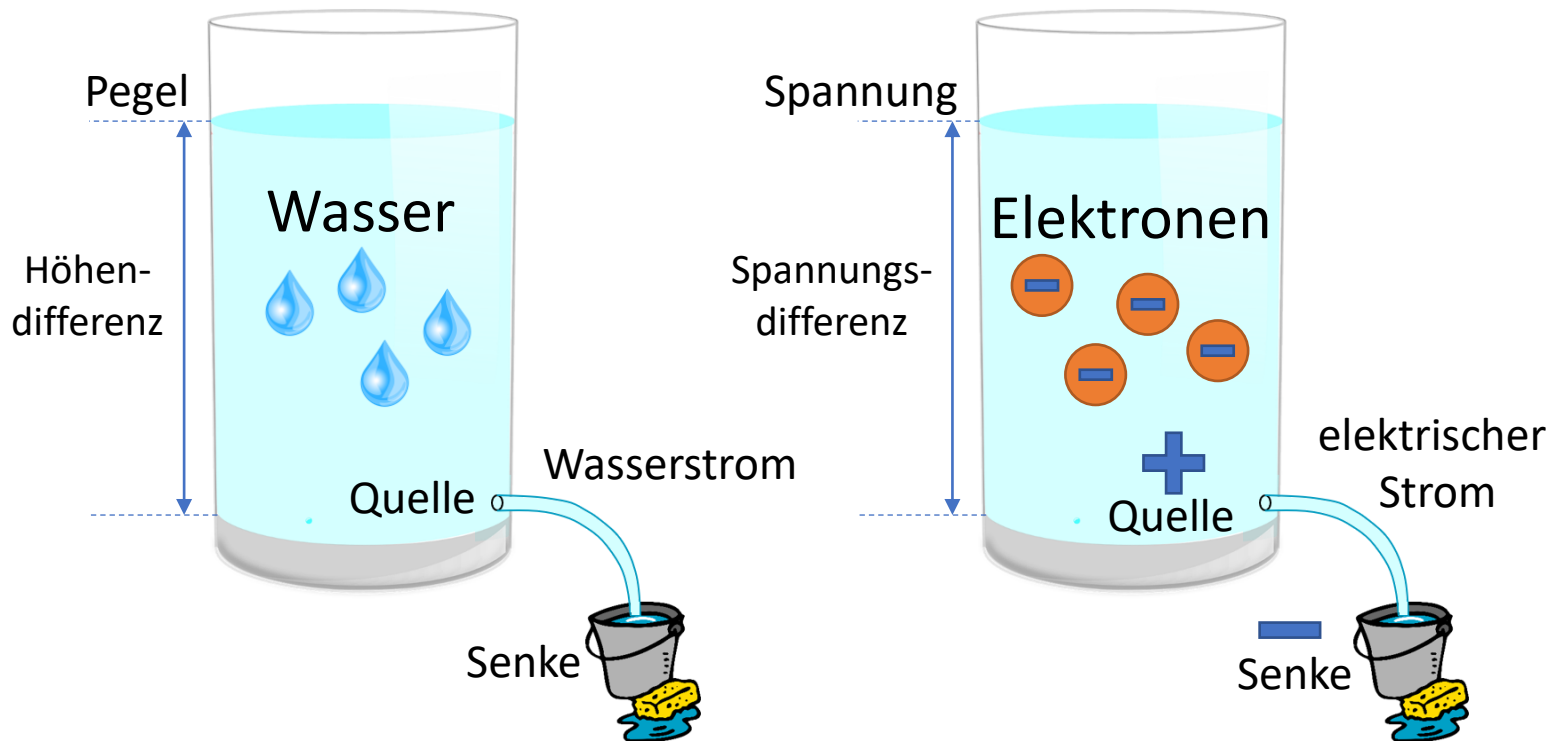 Pegel
Wasser
Höhen-
differenz
Wasserstrom
Quelle
Senke
Spannung
Elektronen
Spannungs-
differenz
elektrischer
Strom
Quelle
Senke